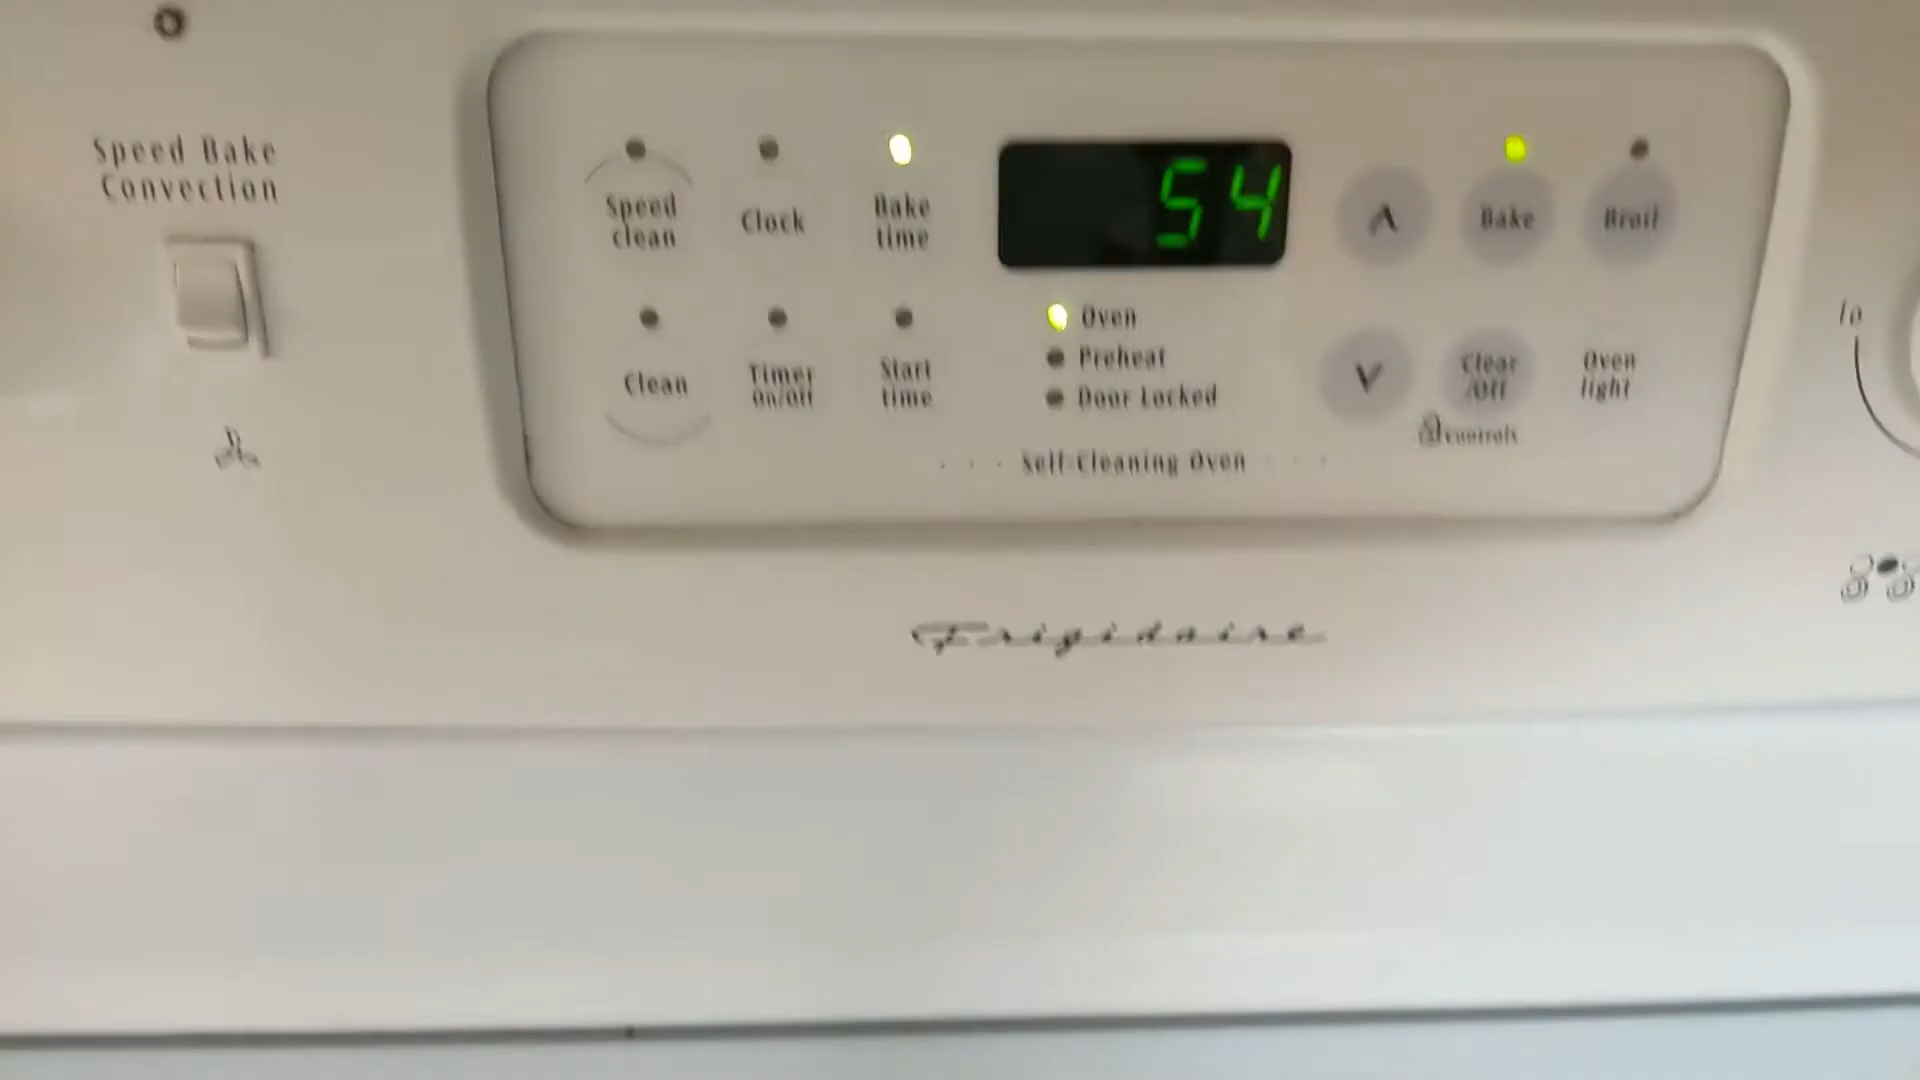 Speed Bake
Convection
Speed
clean
Clock
Bake
time
54
Bake
Broil
Clean
Timer
on/off
Start
time
Oven
Preheat
Door Locked
Clear
/Off
Oven
light
controls
Self-Cleaning Oven
lo
Frigidaire